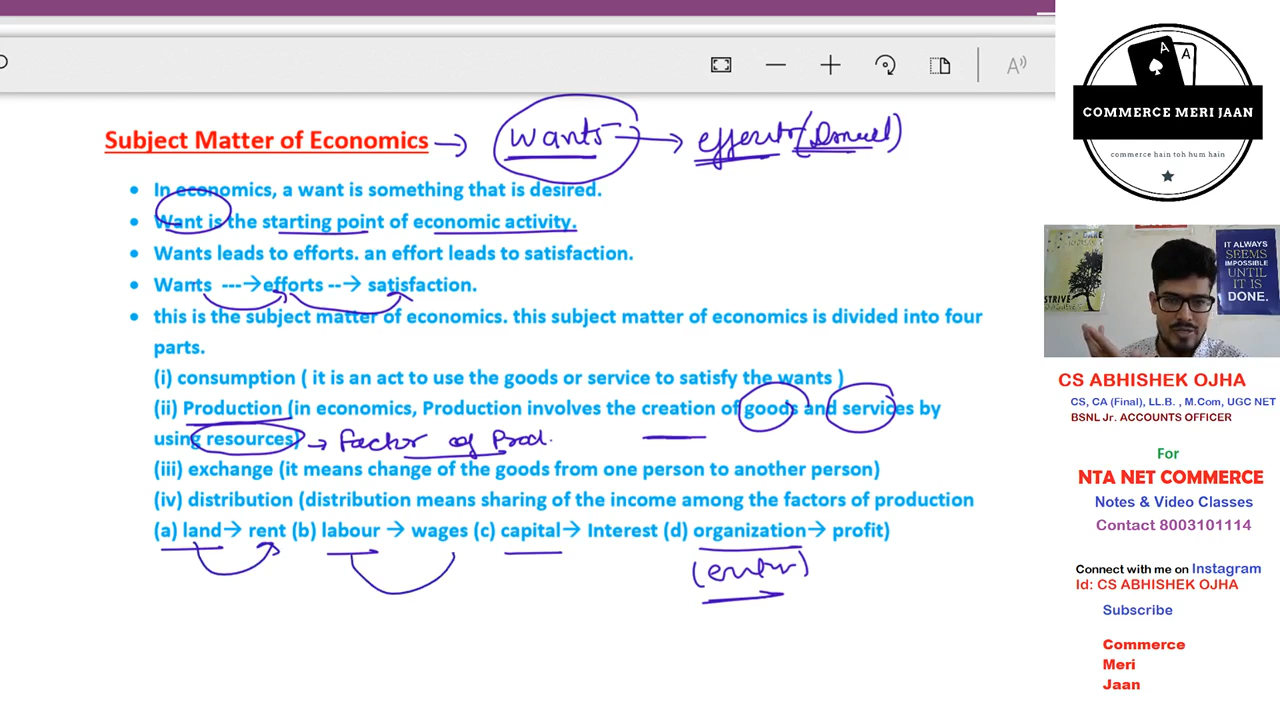 Subject Matter of Economics → wants → efforts
• In economics, a want is something that is desired.
• Want is the starting point of economic activity.
• Wants leads to efforts. an effort leads to satisfaction.
• Wants ---→efforts --→ satisfaction.
• this is the subject matter of economics. this subject matter of economics is divided into four
parts.
(i) consumption ( it is an act to use the goods or service to satisfy the wants )
(ii) Production (in economics, Production involves the creation of goods and services by
using resources) → Factor of Prod.
(iii) exchange (it means change of the goods from one person to another person)
(iv) distribution (distribution means sharing of the income among the factors of production
(a) land→ rent (b) labour → wages (c) capital→ Interest (d) organization→ profit)
A A
COMMERCE MERI JAAN
commerce hain toh hum hain
STRIVE
IT ALWAYS
SEEMS
IMPOSSIBLE
UNTIL
IT IS
DONE.
CS ABHISHEK OJHA
CS, CA (Final), LL.B. , M.Com, UGC NET
BSNL Jr. ACCOUNTS OFFICER
For
NTA NET COMMERCE
Notes & Video Classes
Contact 8003101114
Connect with me on Instagram
Id: CS ABHISHEK OJHA
Subscribe
Commerce
Meri
Jaan